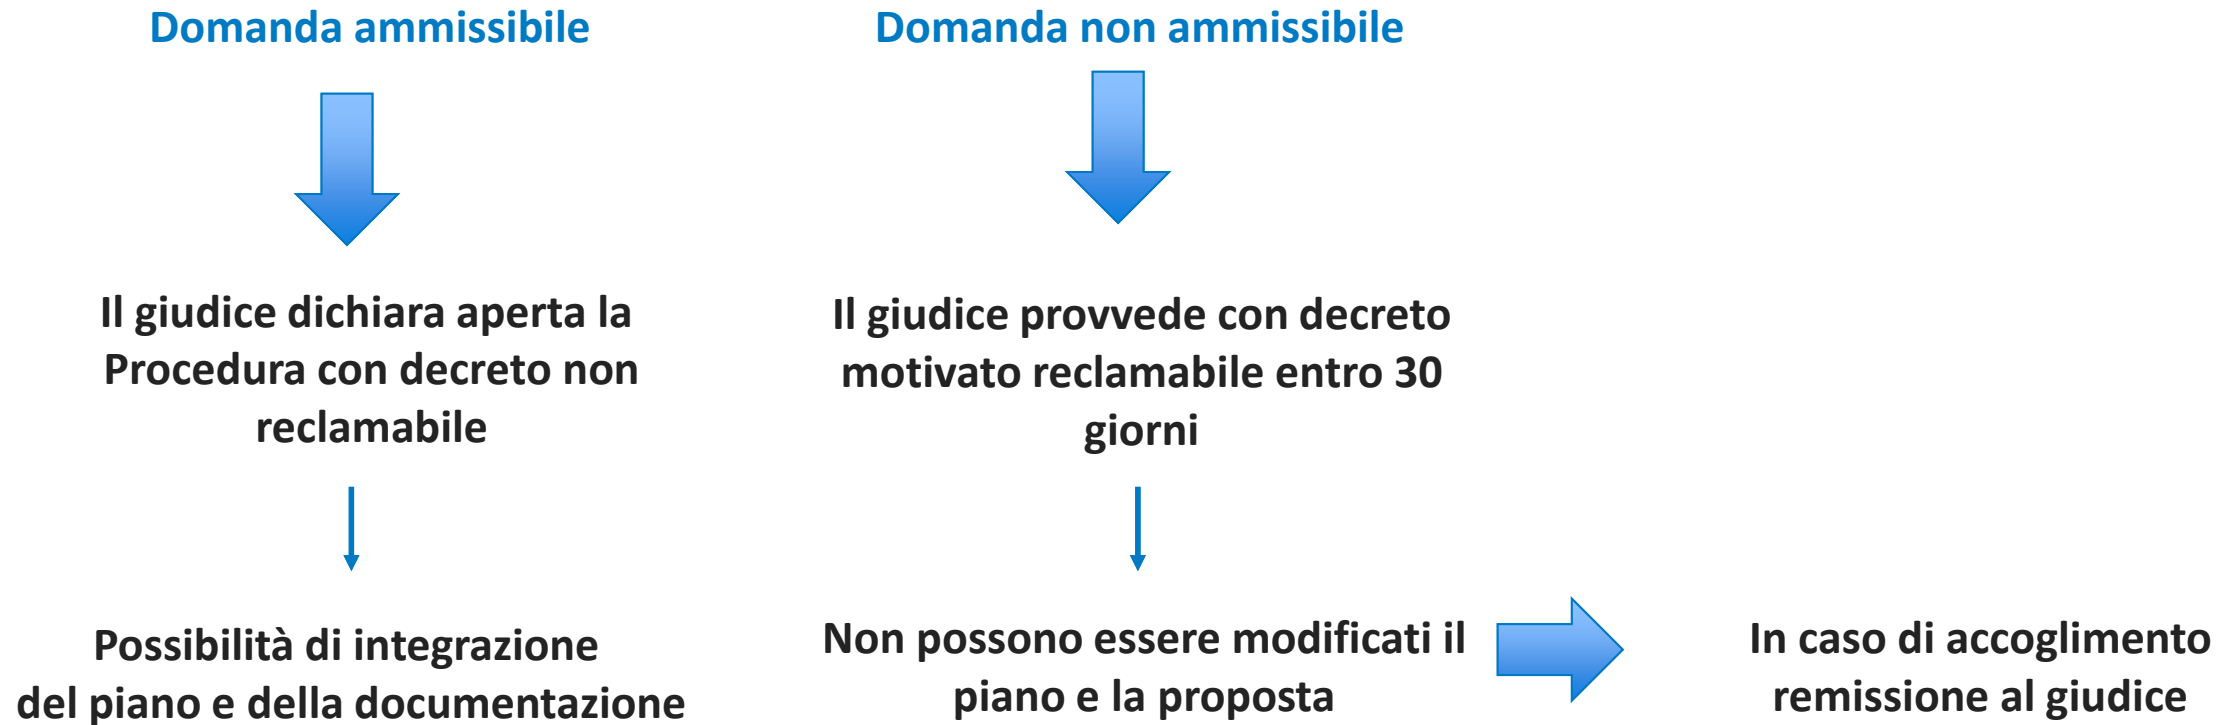 Domanda ammissibile
Domanda non ammissibile
Il giudice dichiara aperta la
Procedura con decreto non
reclamabile
Il giudice provvede con decreto
motivato reclamabile entro 30
giorni
Possibilità di integrazione
del piano e della documentazione
Non possono essere modificati il
piano e la proposta
In caso di accoglimento
remissione al giudice